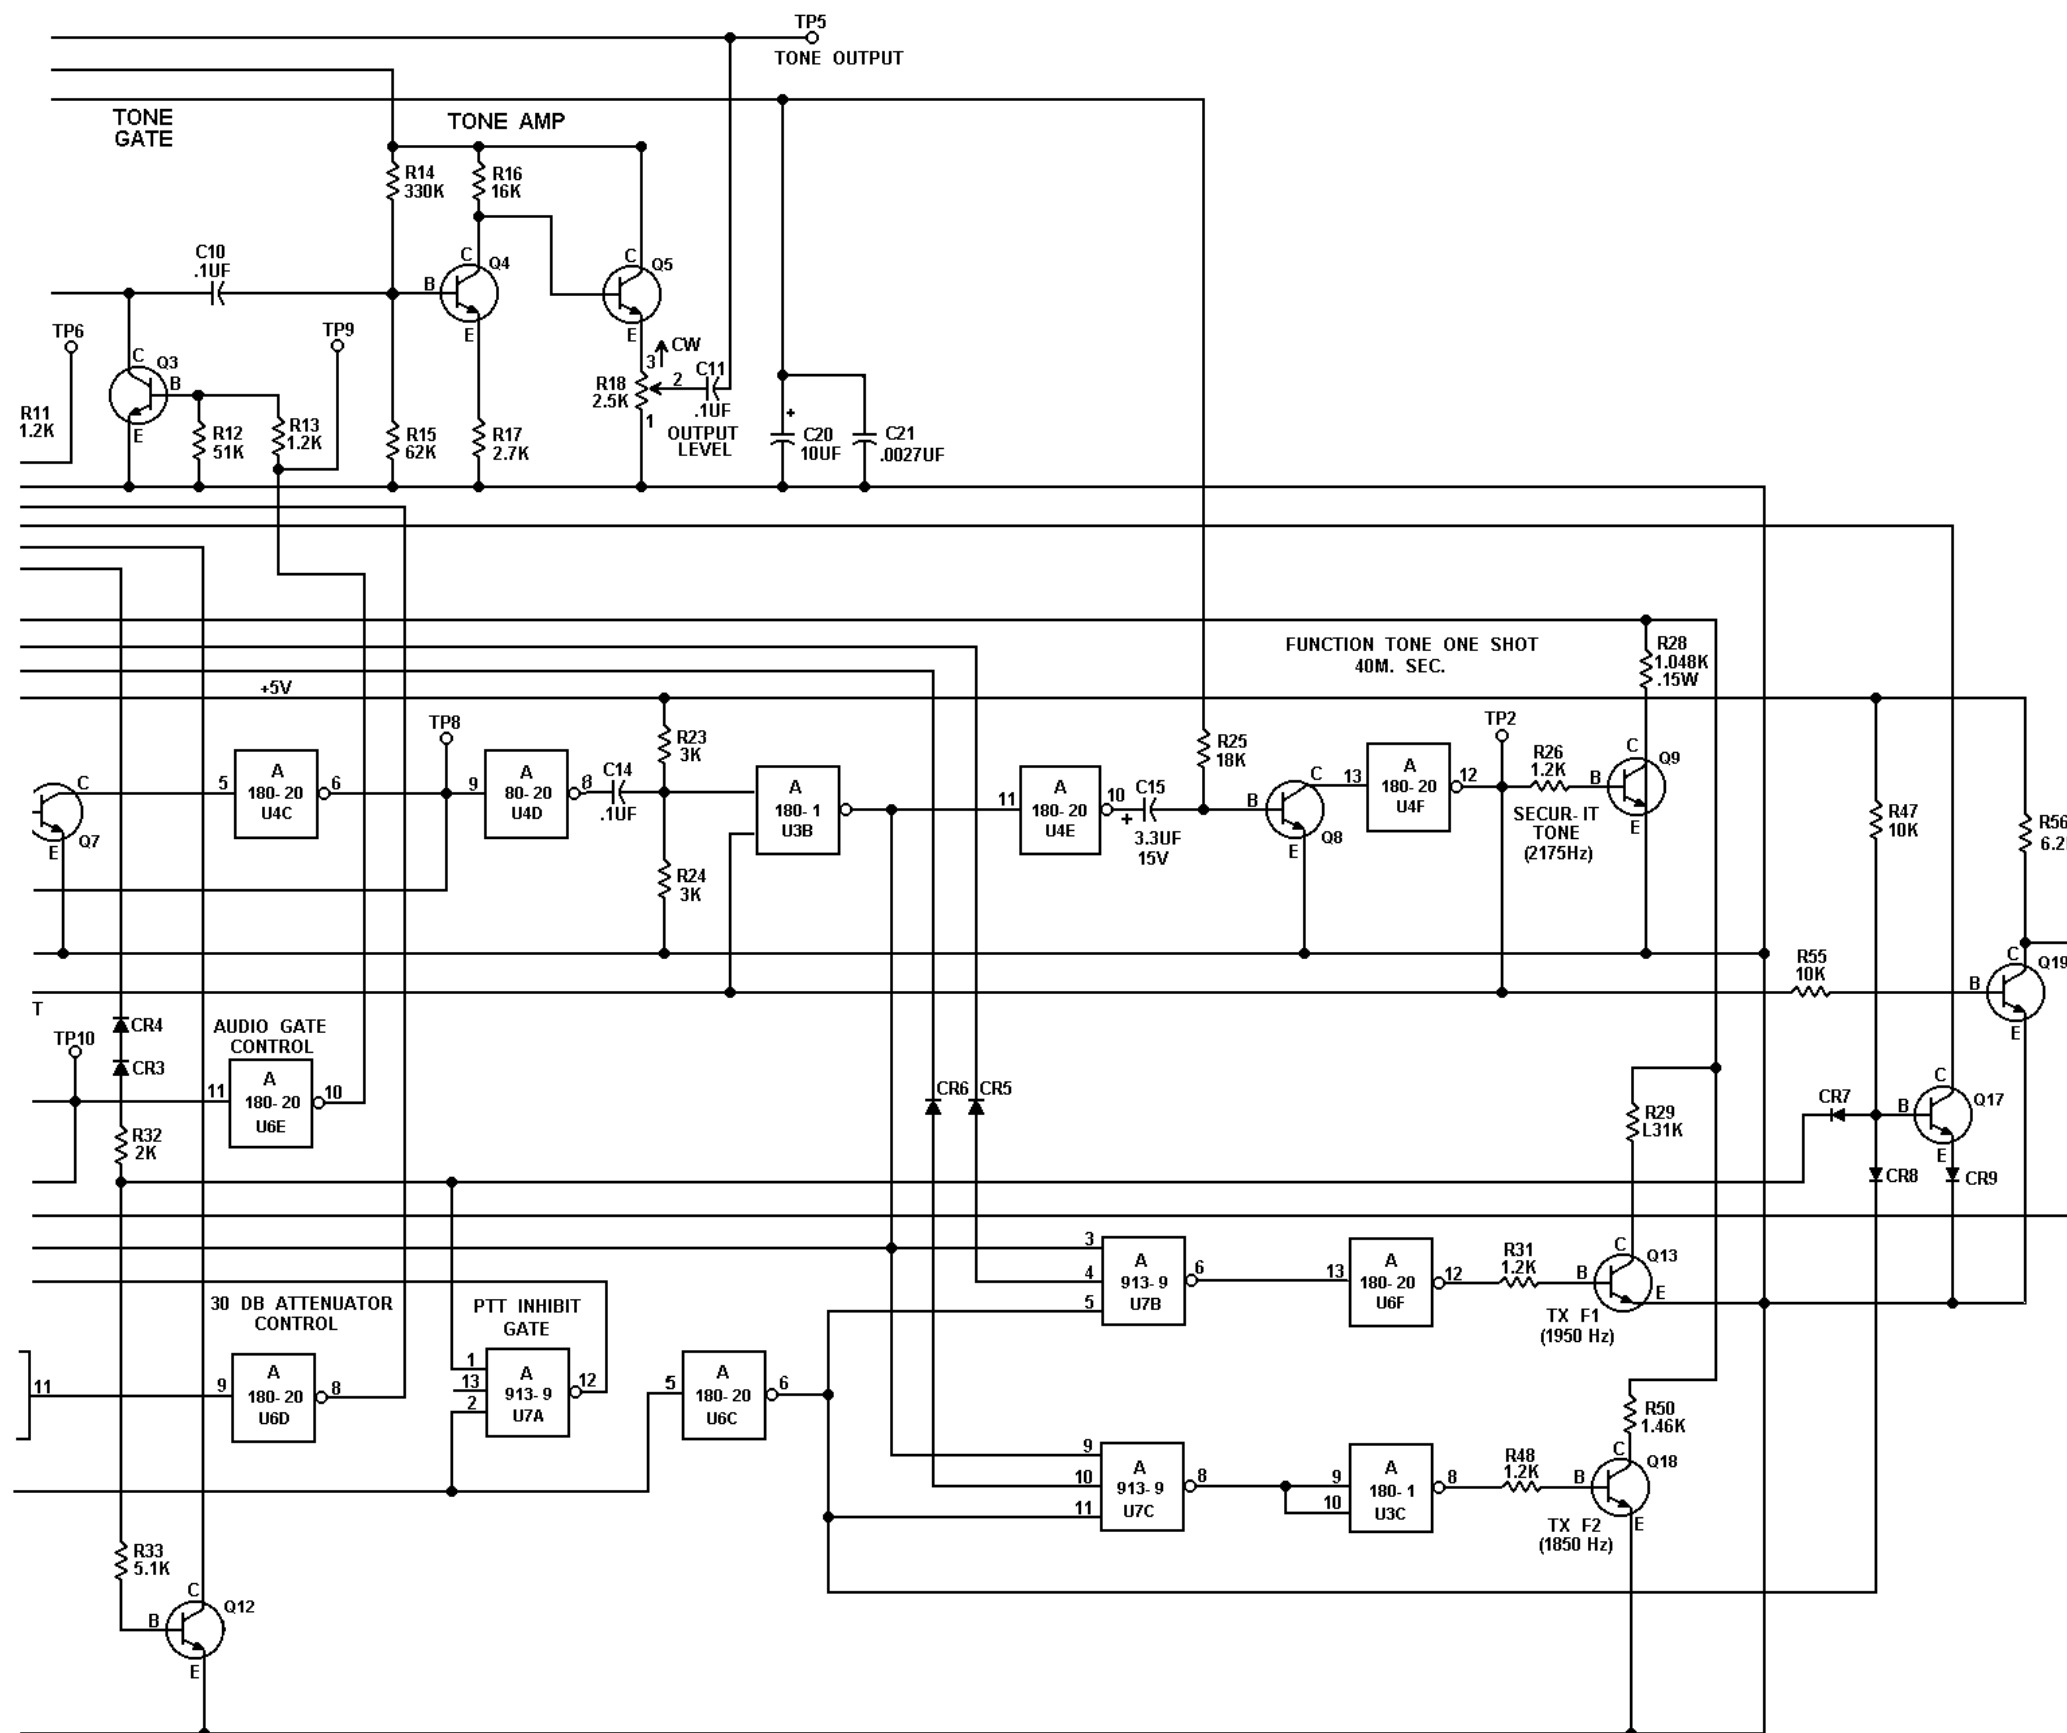 TP5
TONE OUTPUT
TONE
GATE
TONE AMP
R14
330K
R16
16K
C10
.1UF
C
Q4
B
E
C
Q5
E
TP6
TP9
C
Q3
B
E
3
CW
R18
2.5K
2
C11
.1UF
1
OUTPUT
LEVEL
R11
1.2K
R12
51K
R13
1.2K
R15
62K
R17
2.7K
+
C20
10UF
C21
.0027UF
FUNCTION TONE ONE SHOT
40M. SEC.
R28
1.048K
.15W
+5V
TP8
R23
3K
R25
18K
TP2
C
Q7
E
5
A
180-20
U4C
6
9
A
80-20
U4D
8
C14
.1UF
A
180-1
U3B
11
A
180-20
U4E
10
+
C15
3.3UF
15V
B
C
Q8
E
13
A
180-20
U4F
12
R26
1.2K
B
C
Q9
E
SECUR-IT
TONE
(2175Hz)
R24
3K
R47
10K
R56
6.2
R55
10K
B
C
Q19
E
T
TP10
CR4
CR3
AUDIO GATE
CONTROL
11
A
180-20
U6E
10
R32
2K
CR6
CR5
R29
L31K
CR7
B
C
Q17
E
CR8
CR9
3
4
5
A
913-9
U7B
6
13
A
180-20
U6F
12
R31
1.2K
B
C
Q13
E
TX F1
(1950 Hz)
30 DB ATTENUATOR
CONTROL
PTT INHIBIT
GATE
11
9
A
180-20
U6D
8
1
13
2
A
913-9
U7A
12
5
A
180-20
U6C
6
R50
1.46K
9
10
11
A
913-9
U7C
8
9
10
A
180-1
U3C
8
R48
1.2K
B
C
Q18
E
TX F2
(1850 Hz)
R33
5.1K
C
B
Q12
E